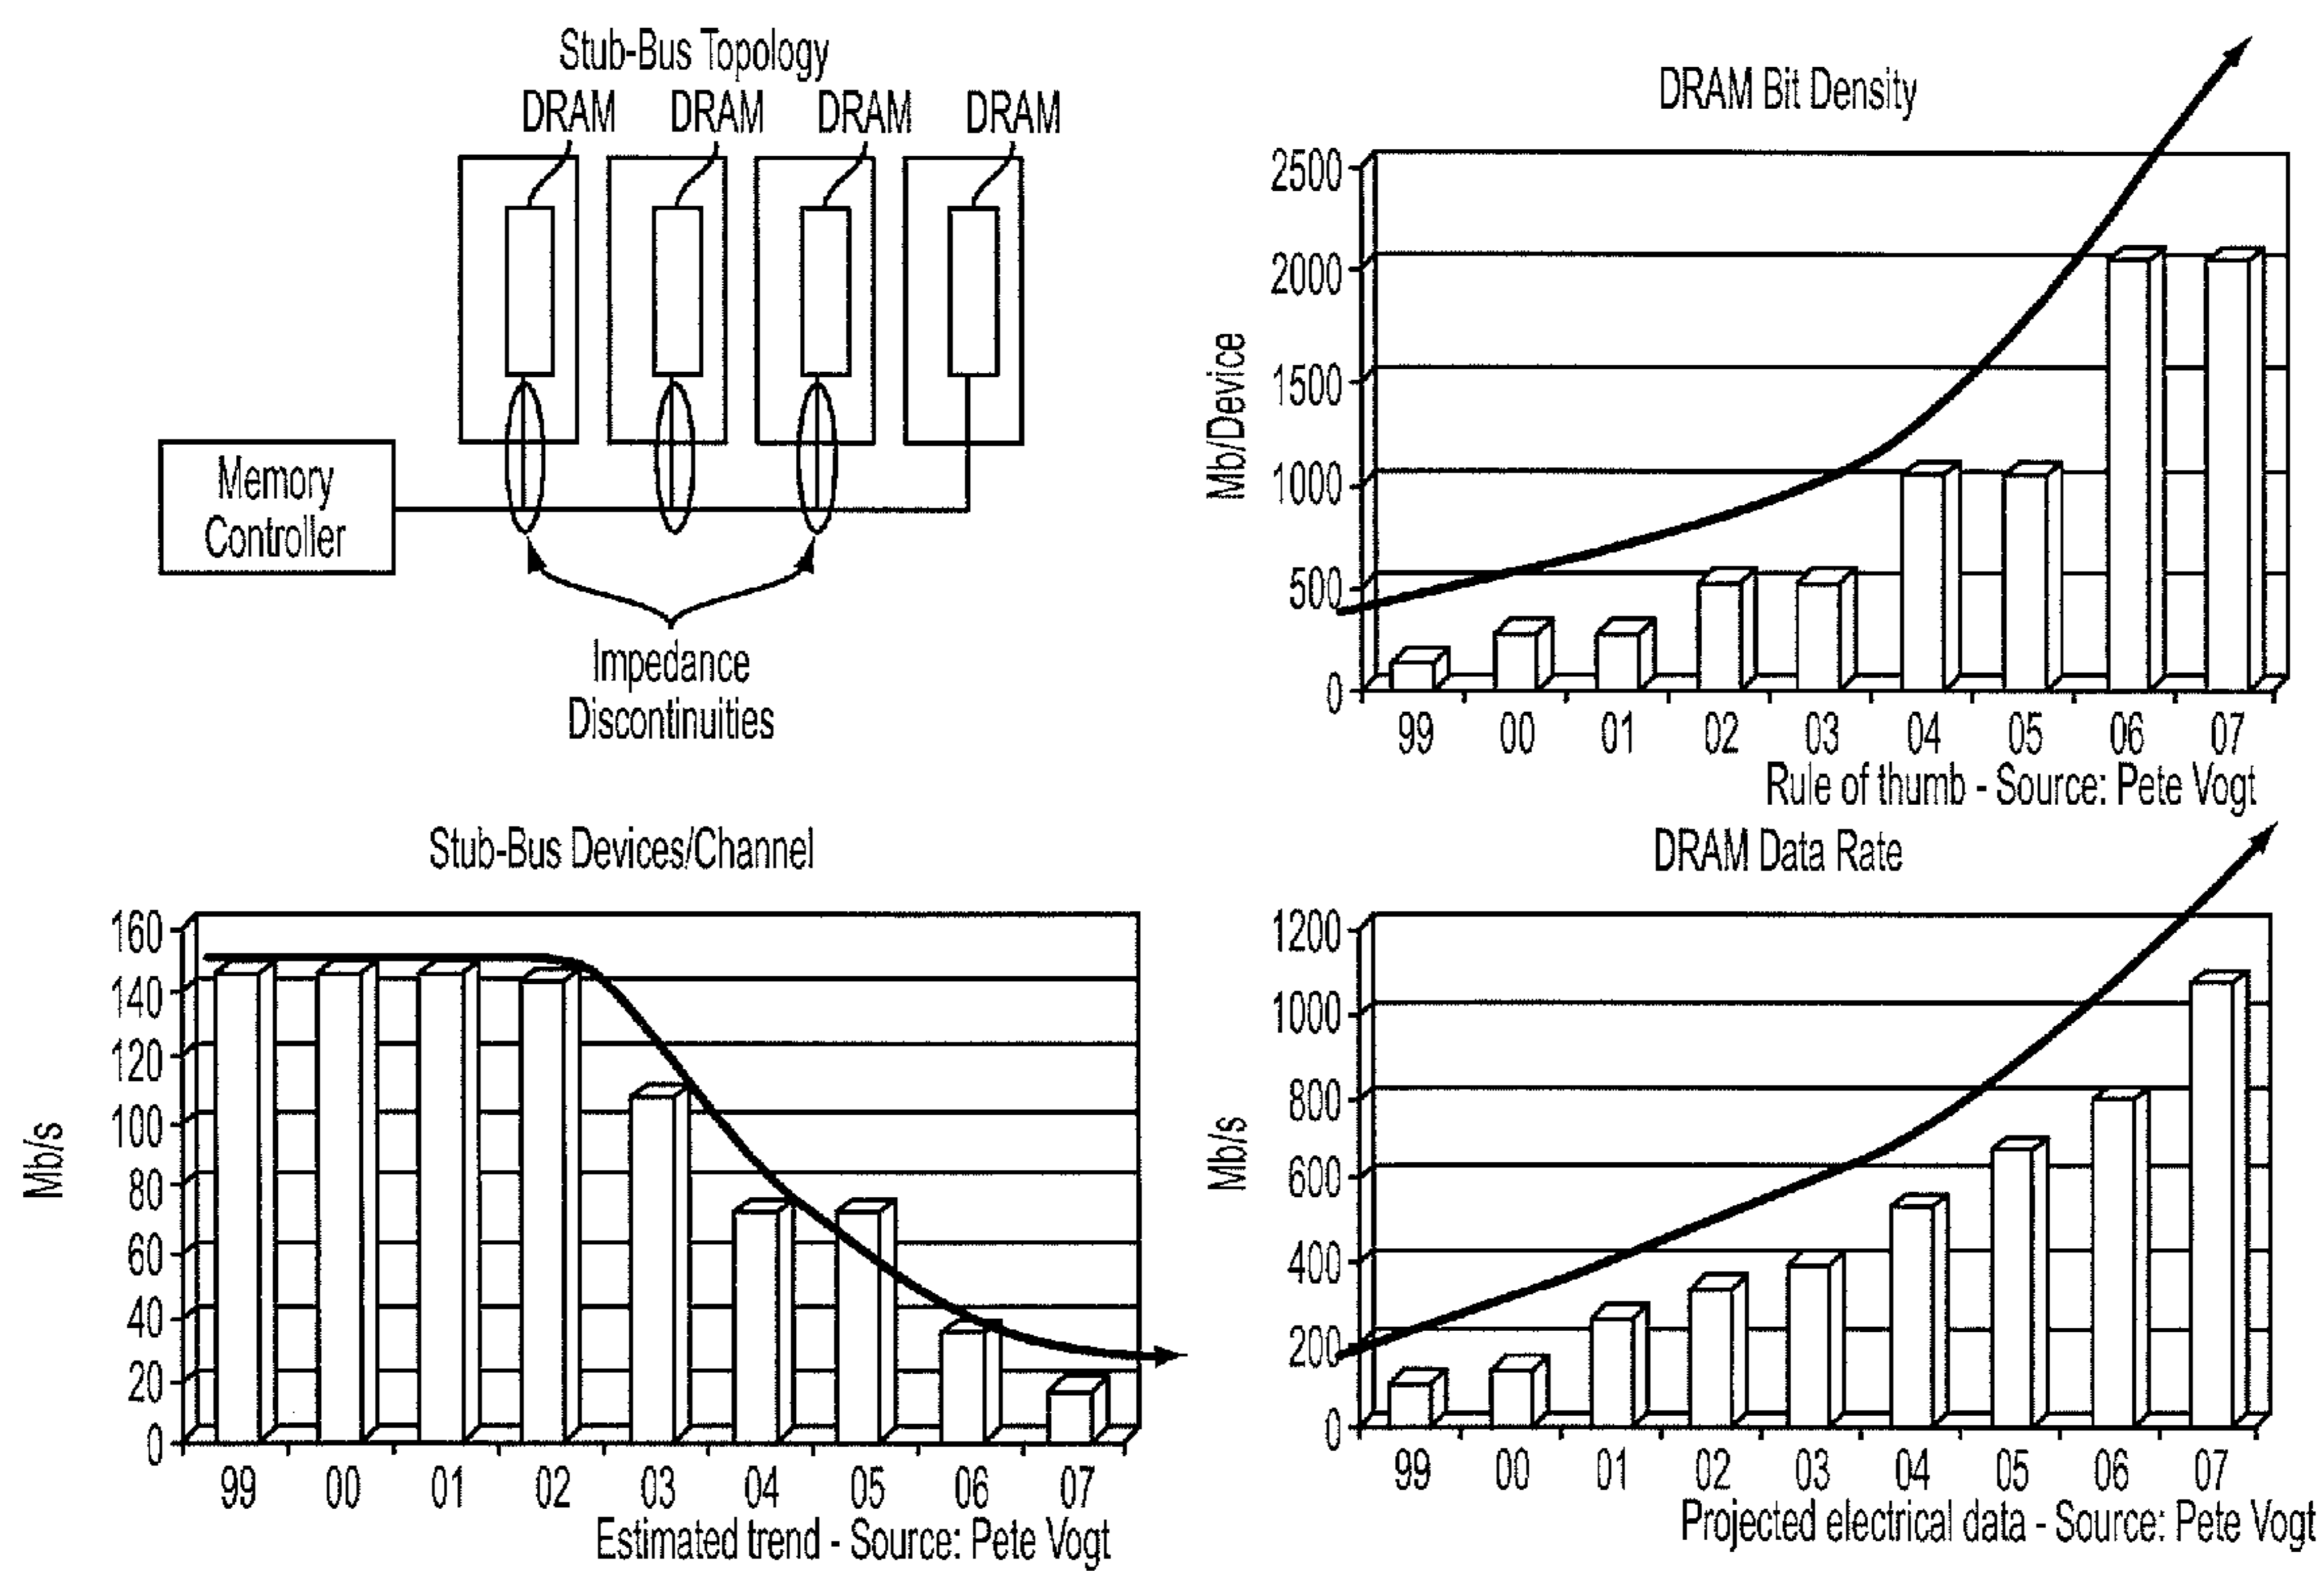 Stub-Bus Topology
DRAM DRAM DRAM DRAM
Memory
Controller
Impedance
Discontinuities
DRAM Bit Density
Mb/Device
2500
2000
1500
1000
500
0
99 00 01 02 03 04 05 06 07
Rule of thumb - Source: Pete Vogt
Stub-Bus Devices/Channel
Mb/s
160
140
120
100
80
60
40
20
0
99 00 01 02 03 04 05 06 07
Estimated trend - Source: Pete Vogt
DRAM Data Rate
Mb/s
1200
1000
800
600
400
200
0
99 00 01 02 03 04 05 06 07
Projected electrical data - Source: Pete Vogt